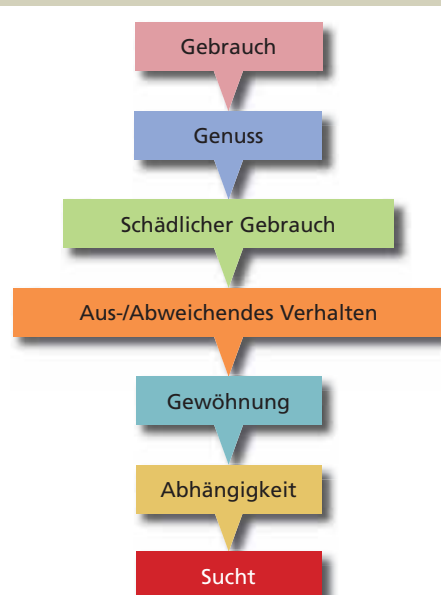 Gebrauch
Genuss
Schädlicher Gebrauch
Aus-/Abweichendes Verhalten
Gewöhnung
Abhängigkeit
Sucht